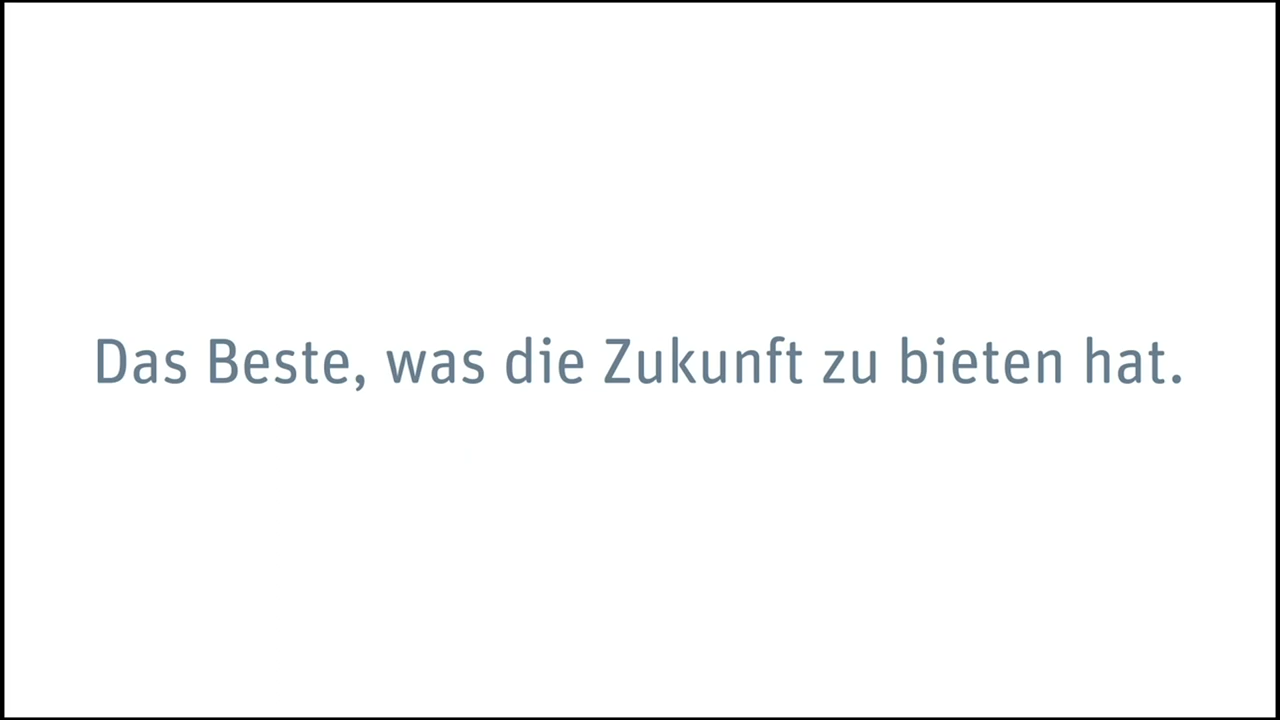 Das Beste, was die Zukunft zu bieten hat.